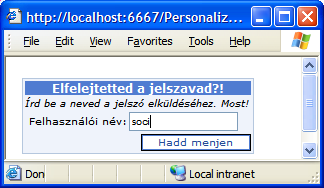 http://localhost:6667/Personaliz...
File Edit View Favorites Tools Help
Elfelejtetted a jelszavad?!
Írd be a neved a jelszó elküldéséhez. Most!
Felhasználói név: soci
Hadd menjen
Don Local intranet